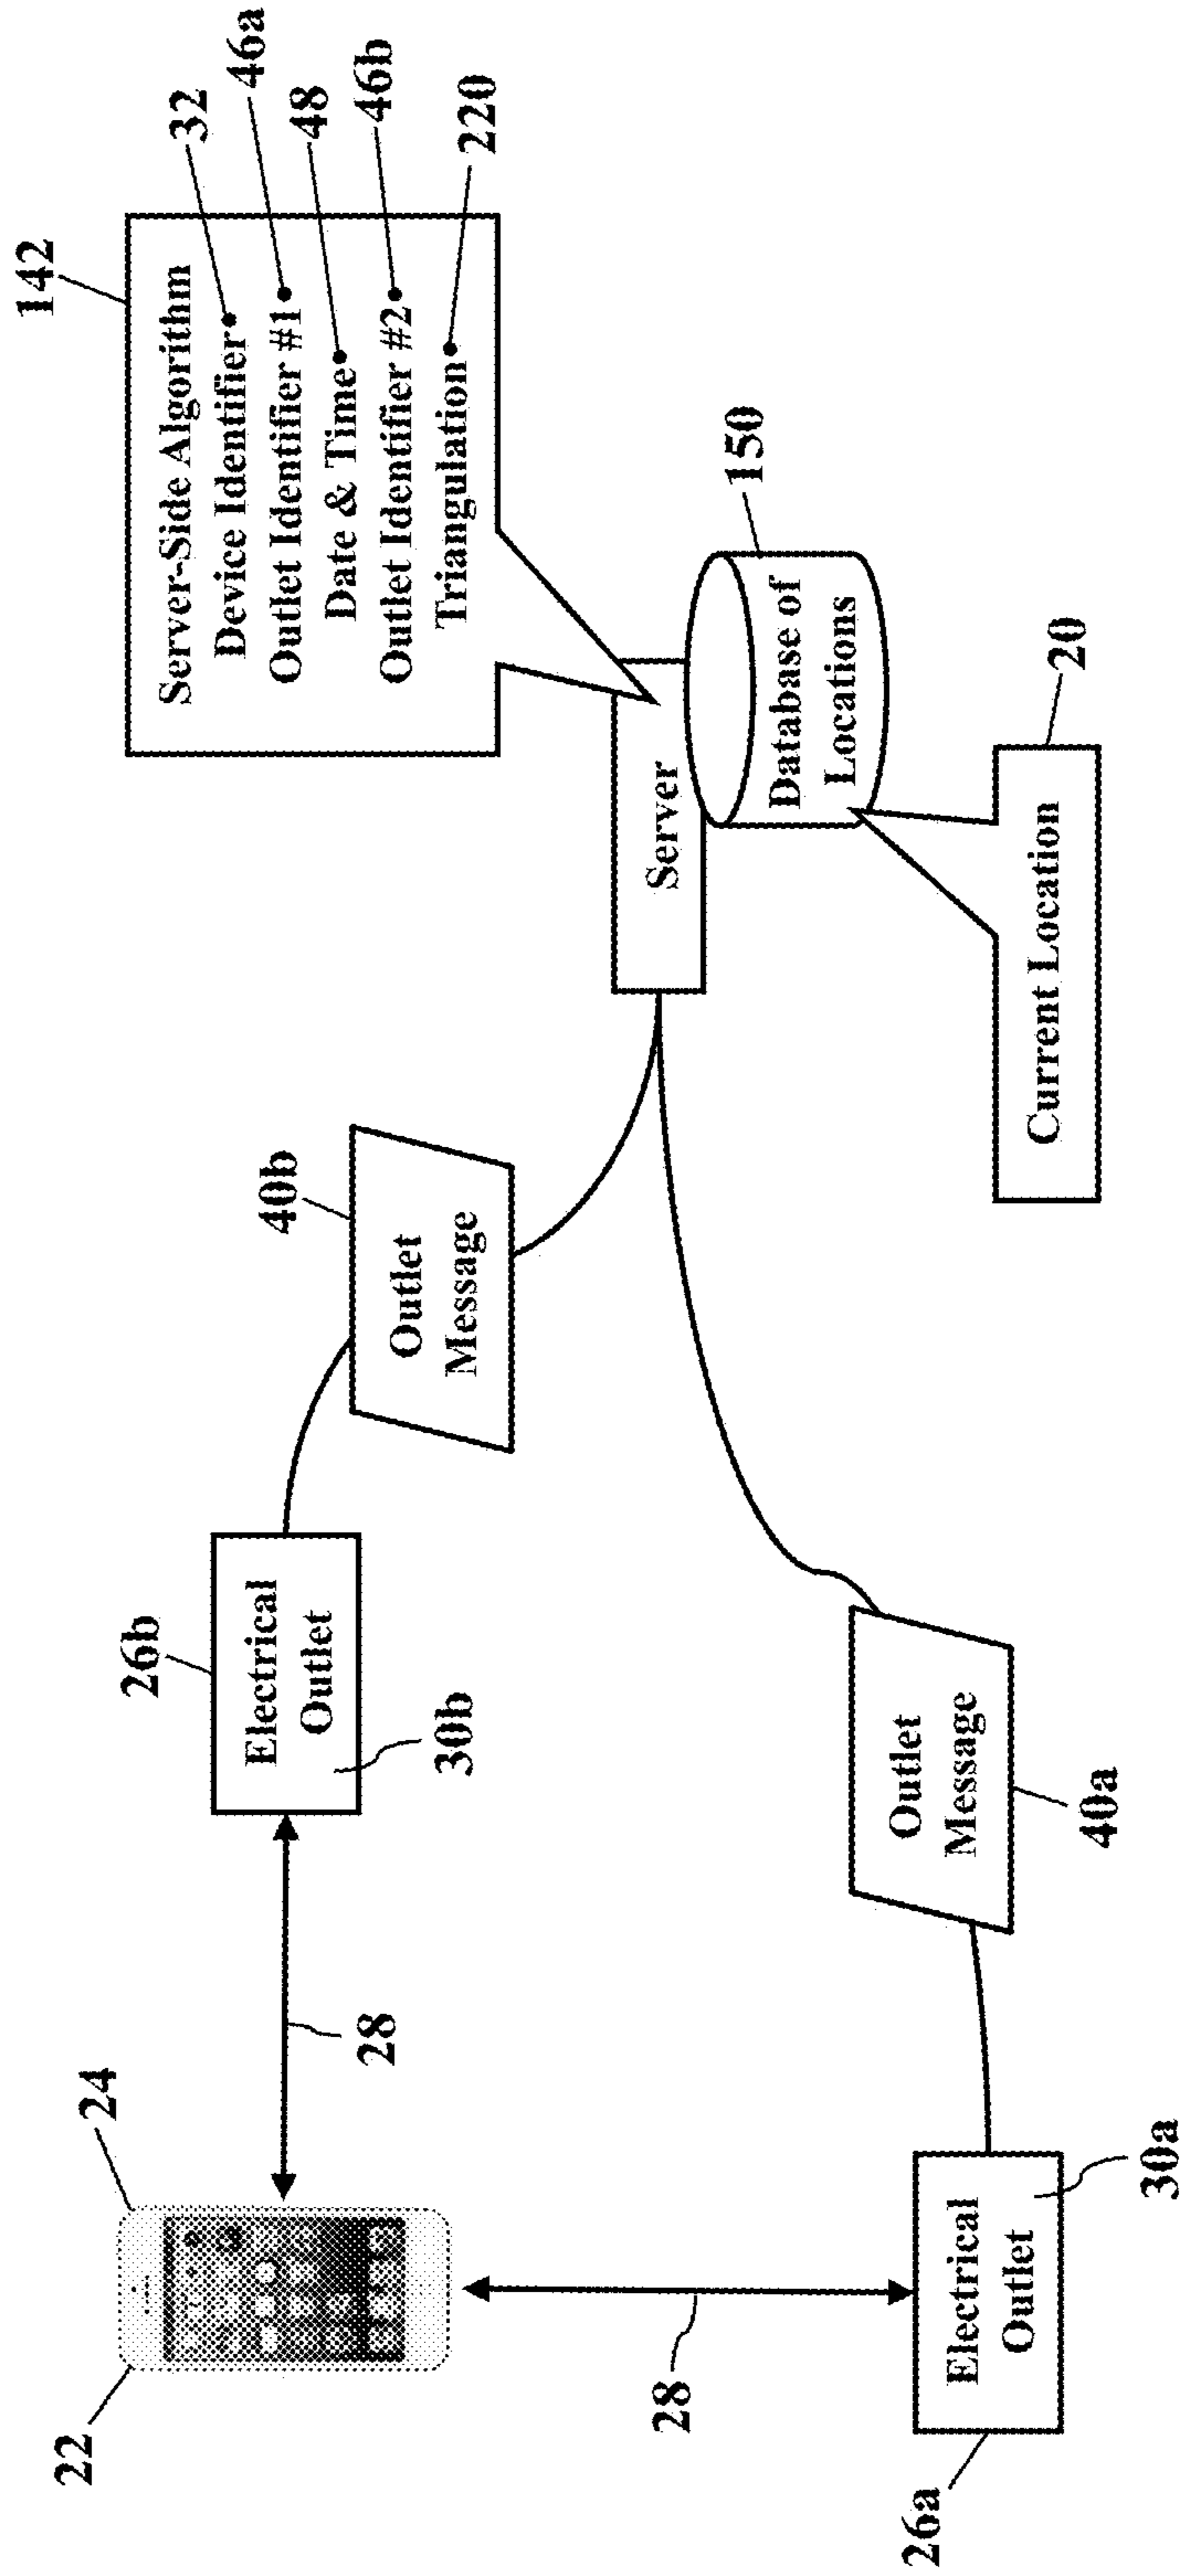 142
Server-Side Algorithm
Device Identifier
Outlet Identifier #1
Date & Time
Outlet Identifier #2
Triangulation
32
46a
48
46b
220
22
24
28
26b
Electrical
Outlet
30b
40b
Outlet
Message
Server
Database of
Locations
150
28
26a
Electrical
Outlet
30a
Outlet
Message
40a
Current Location
20